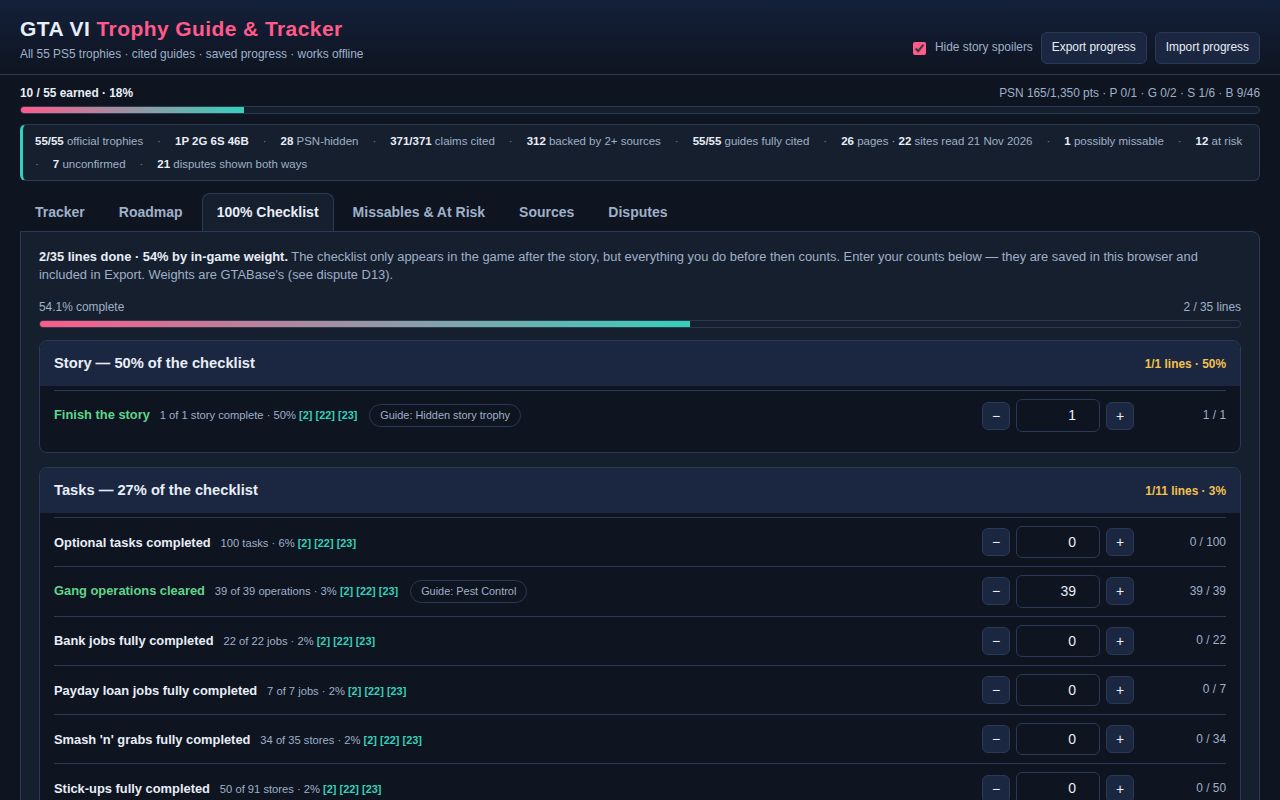 GTA VI Trophy Guide & Tracker
All 55 PS5 trophies · cited guides · saved progress · works offline
Hide story spoilers
Export progress
Import progress
10 / 55 earned · 18%
PSN 165/1,350 pts · P 0/1 · G 0/2 · S 1/6 · B 9/46
55/55 official trophies · 1P 2G 6S 46B · 28 PSN-hidden · 371/371 claims cited · 312 backed by 2+ sources · 55/55 guides fully cited · 26 pages · 22 sites read 21 Nov 2026 · 1 possibly missable · 12 at risk
· 7 unconfirmed · 21 disputes shown both ways
Tracker
Roadmap
100% Checklist
Missables & At Risk
Sources
Disputes
2/35 lines done · 54% by in-game weight. The checklist only appears in the game after the story, but everything you do before then counts. Enter your counts below — they are saved in this browser and
included in Export. Weights are GTABase's (see dispute D13).
54.1% complete
2 / 35 lines
Story — 50% of the checklist
1/1 lines · 50%
Finish the story 1 of 1 story complete · 50% [2] [22] [23] Guide: Hidden story trophy
− 1 + 1 / 1
Tasks — 27% of the checklist
1/11 lines · 3%
Optional tasks completed 100 tasks · 6% [2] [22] [23]
− 0 + 0 / 100
Gang operations cleared 39 of 39 operations · 3% [2] [22] [23] Guide: Pest Control
− 39 + 39 / 39
Bank jobs fully completed 22 of 22 jobs · 2% [2] [22] [23]
− 0 + 0 / 22
Payday loan jobs fully completed 7 of 7 jobs · 2% [2] [22] [23]
− 0 + 0 / 7
Smash 'n' grabs fully completed 34 of 35 stores · 2% [2] [22] [23]
− 0 + 0 / 34
Stick-ups fully completed 50 of 91 stores · 2% [2] [22] [23]
− 0 + 0 / 50